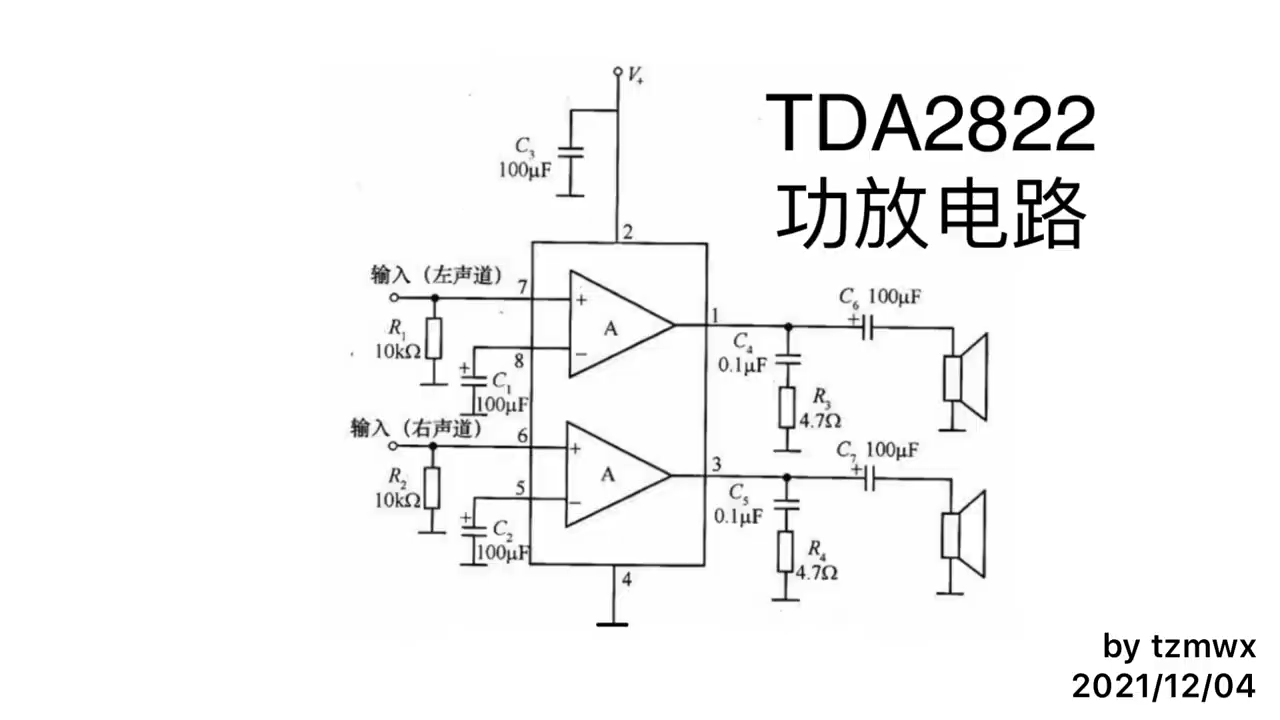 V₊
TDA2822
功放电路
C₃
100μF
2
输入（左声道）
7
R₁
10kΩ
+
A
−
8
+
C₁
100μF
1
C₆ 100μF
+
C₄
0.1μF
R₃
4.7Ω
输入（右声道）
6
R₂
10kΩ
+
A
−
5
+
C₂
100μF
3
C₇ 100μF
+
C₅
0.1μF
R₄
4.7Ω
4
by tzmwx
2021/12/04